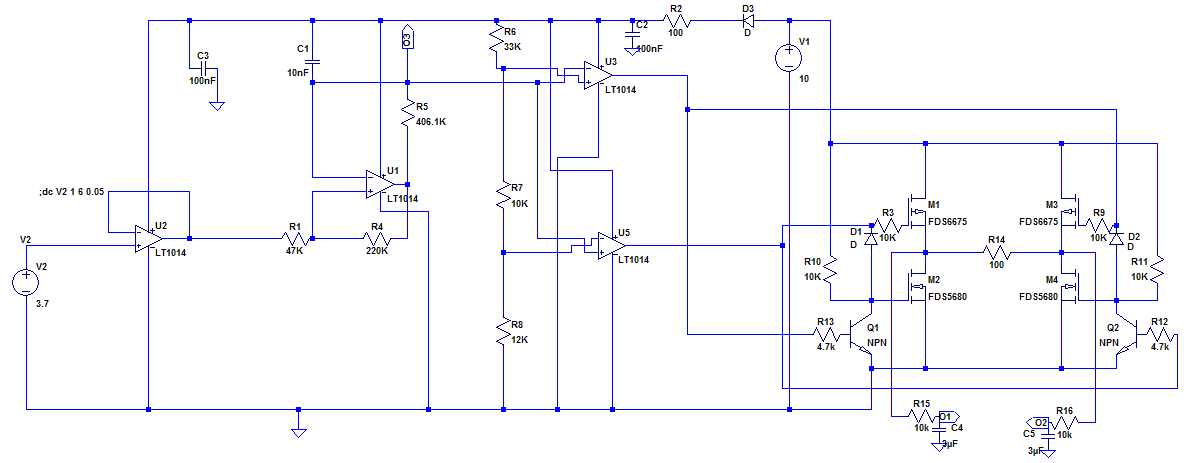 R2
100
D3
D
C2
100nF
V1
10
R6
33K
C1
10nF
O3
C3
100nF
U3
LT1014
R5
406.1K
U1
LT1014
;dc V2 1 6 0.05
R7
10K
V2
U2
LT1014
R1
47K
R4
220K
U5
LT1014
V2
3.7
R8
12K
M1
FDS6675
M3
FDS6675
D1
D
R3
10K
R9
10K
D2
D
R14
100
R10
10K
R11
10K
M2
FDS5680
M4
FDS5680
R13
4.7k
Q1
NPN
Q2
NPN
R12
4.7k
R15
10k
O1
C4
3µF
O2
R16
10k
C5
3µF